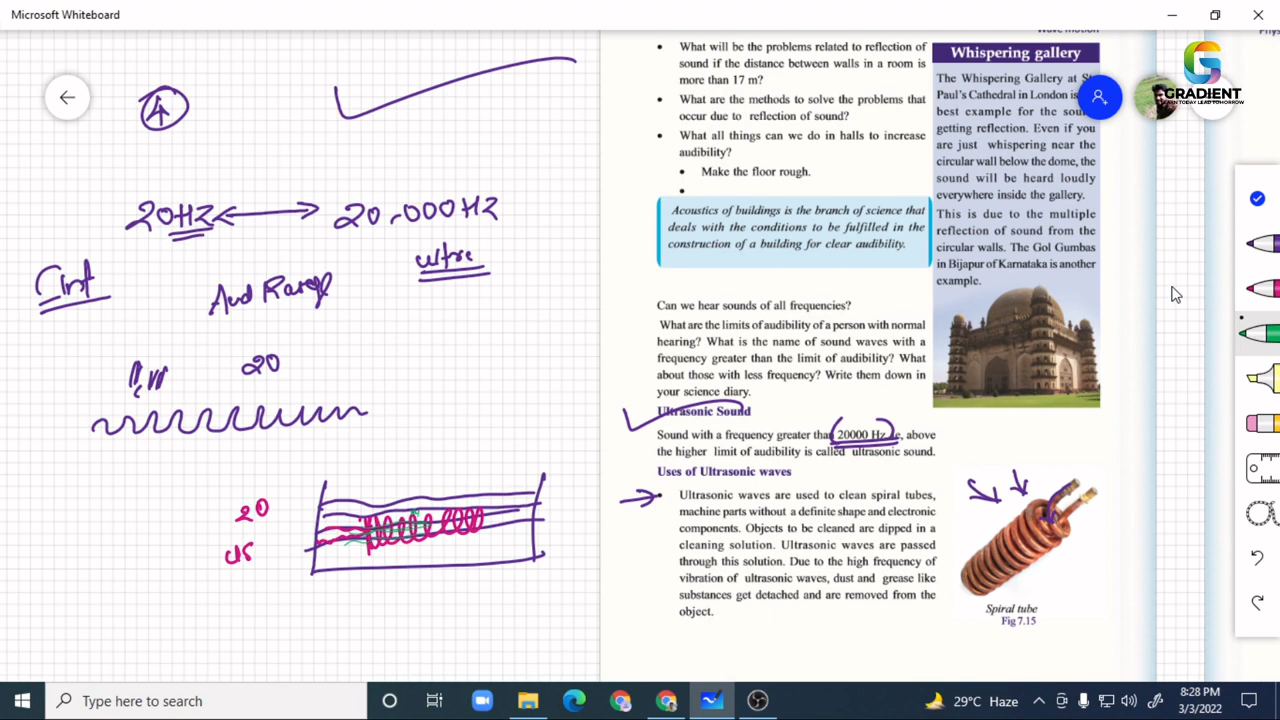 Microsoft Whiteboard
4
20HZ
20,000HZ
Aud Range
20
20
Wave motion
Phys
What will be the problems related to reflection of
sound if the distance between walls in a room is
more than 17 m?
What are the methods to solve the problems that
occur due to reflection of sound?
What all things can we do in halls to increase
audibility?
Make the floor rough.
Acoustics of buildings is the branch of science that
deals with the conditions to be fulfilled in the
construction of a building for clear audibility.
Can we hear sounds of all frequencies?
What are the limits of audibility of a person with normal
hearing? What is the name of sound waves with a
frequency greater than the limit of audibility? What
about those with less frequency? Write them down in
your science diary.
Ultrasonic Sound
Sound with a frequency greater than 20000 Hz ie, above
the higher limit of audibility is called ultrasonic sound.
Uses of Ultrasonic waves
Ultrasonic waves are used to clean spiral tubes,
machine parts without a definite shape and electronic
components. Objects to be cleaned are dipped in a
cleaning solution. Ultrasonic waves are passed
through this solution. Due to the high frequency of
vibration of ultrasonic waves, dust and grease like
substances get detached and are removed from the
object.
Whispering gallery
The Whispering Gallery at
Paul's Cathedral in London is
best example for the
getting reflection. Even if you
are just whispering near the
circular wall below the dome, the
sound will be heard loudly
everywhere inside the gallery.
This is due to the multiple
reflection of sound from the
circular walls. The Gol Gumbas
in Bijapur of Karnataka is another
example.
Spiral tube
Fig 7.15
G
GRADIENT
LEARN TODAY LEAD TOMORROW
Type here to search
29°C Haze
8:28 PM
3/3/2022